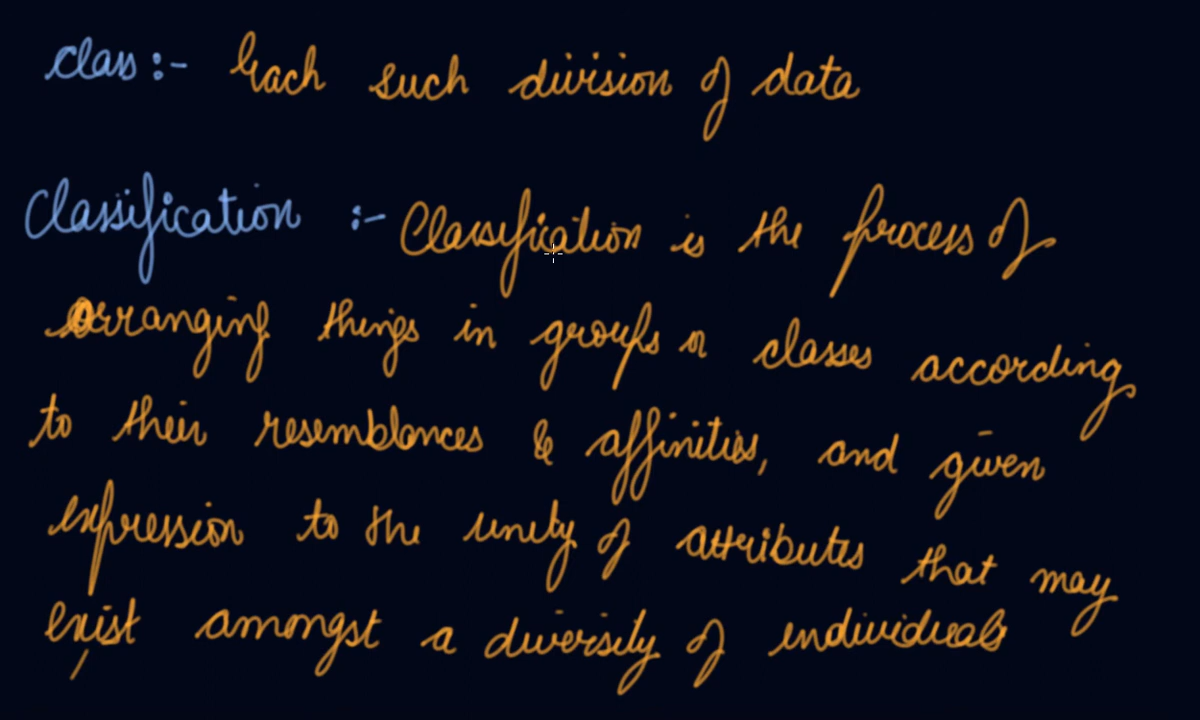 class :- Each such division of data
Classification :- Classification is the process of
arranging things in groups or classes according
to their resemblances & affinities, and given
expression to the unity of attributes that may
exist amongst a diversity of individuals